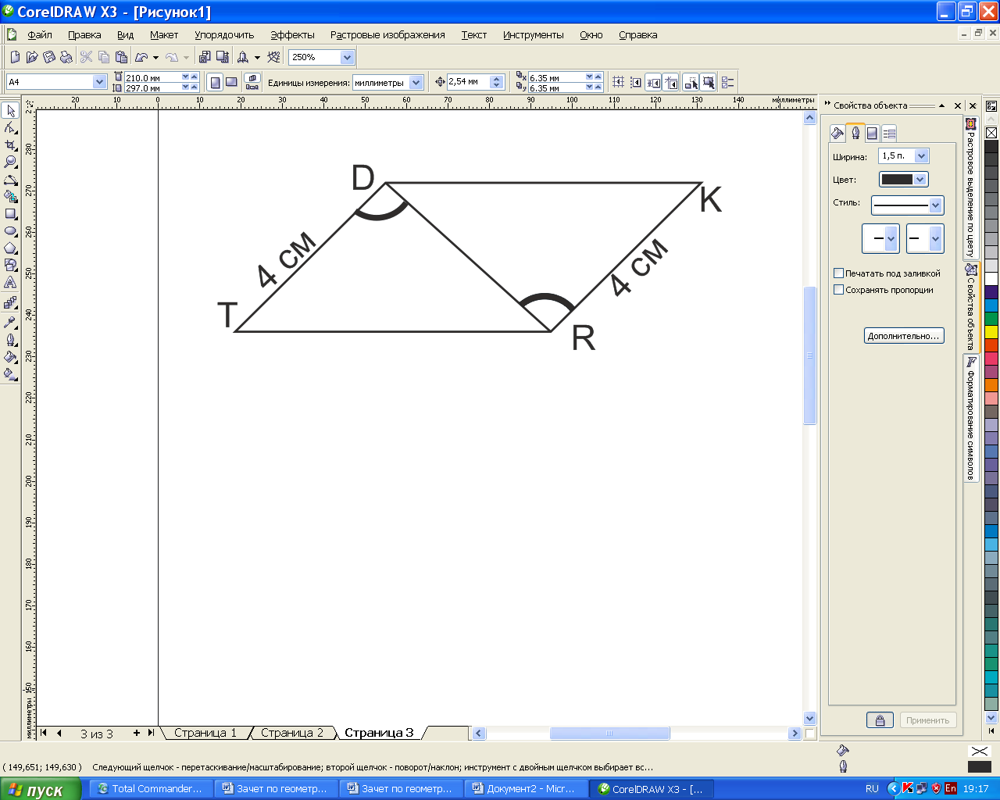 CorelDRAW X3 - [Рисунок1]
Файл Правка Вид Макет Упорядочить Эффекты Растровые изображения Текст Инструменты Окно Справка
250%
A4 210.0 мм 297.0 мм Единицы измерения: миллиметры 2,54 мм 6.35 мм 6.35 мм
20 10 0 10 20 30 40 50 60 70 80 90 100 110 120 130 140 миллиметры
280
270
260
250
240
230
220
210
200
190
180
170
160
150
миллиметры
D
K
4 СМ
4 СМ
T
R
Свойства объекта
Ширина: 1,5 п.
Цвет:
Стиль:
Печатать под заливкой
Сохранять пропорции
Дополнительно...
Применить
Растровое выделение по цвету
Свойства объекта
Форматирование символов
3 из 3 Страница 1 Страница 2 Страница 3
( 149,651; 149,630 ) Следующий щелчок - перетаскивание/масштабирование; второй щелчок - поворот/наклон; инструмент с двойным щелчком выбирает вс...
пуск Total Commander... Зачет по геометр... Зачет по геометр... Документ2 - Micr... CorelDRAW X3 - [... RU En 19:17